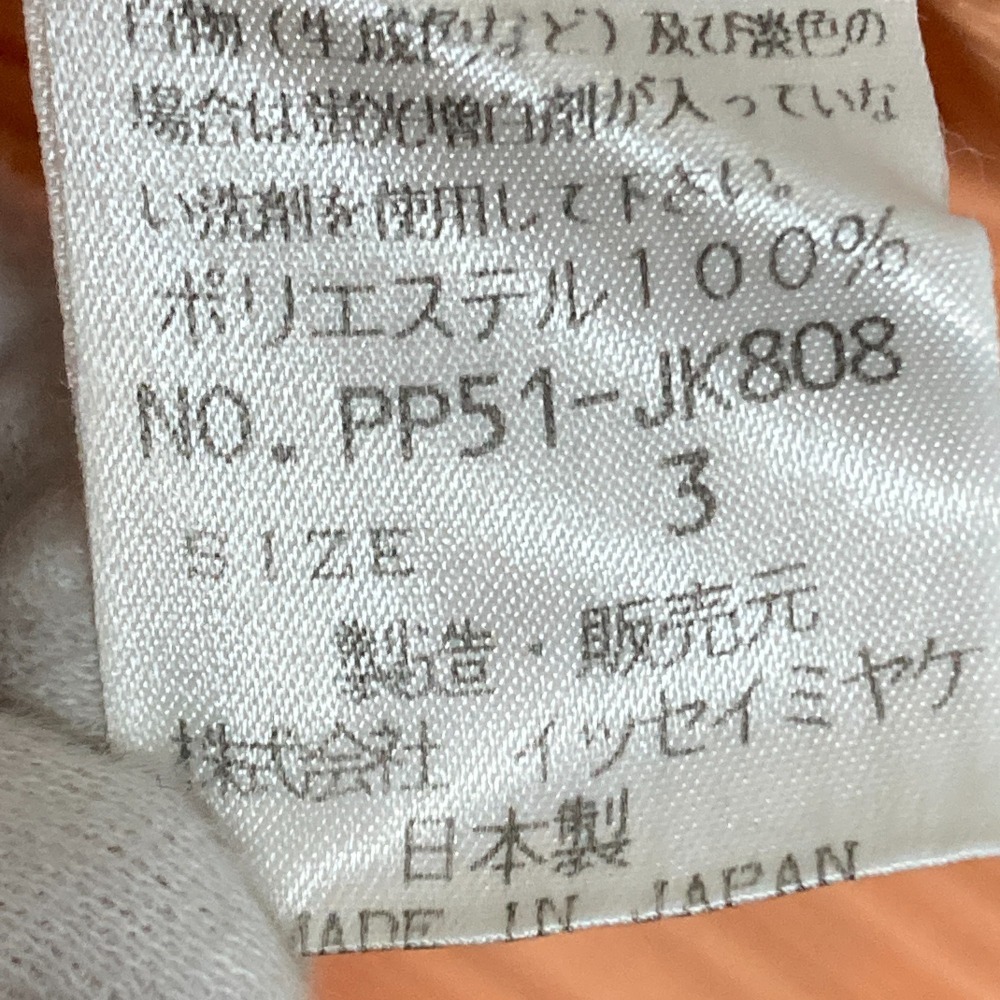 白物（生成色など）及び淡色の
場合は蛍光増白剤が入っていな
い洗剤を使用して下さい。
ポリエステル１００％
NO. PP51-JK808
3
SIZE
製造・販売元
株式会社 イッセイミヤケ
日本製
MADE IN JAPAN